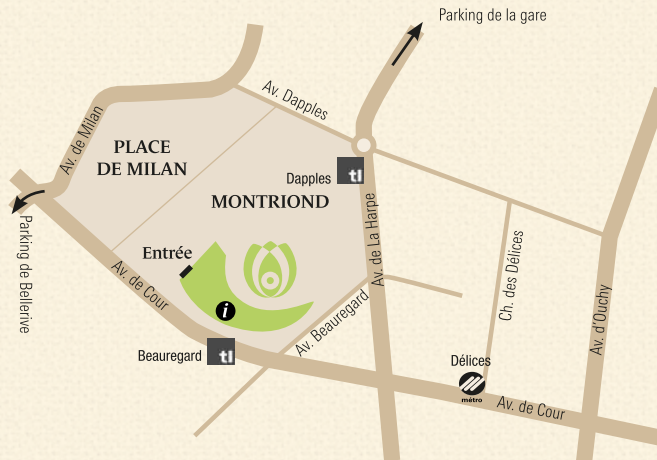 Parking de la gare
Av. Dapples
Av. de Milan
PLACE
DE MILAN
Dapples
tl
MONTRIOND
Av. de La Harpe
Parking de Bellerive
Entrée
Av. de Cour
Ch. des Délices
Av. d'Ouchy
i
Av. Beauregard
Beauregard
tl
Délices
métro
Av. de Cour